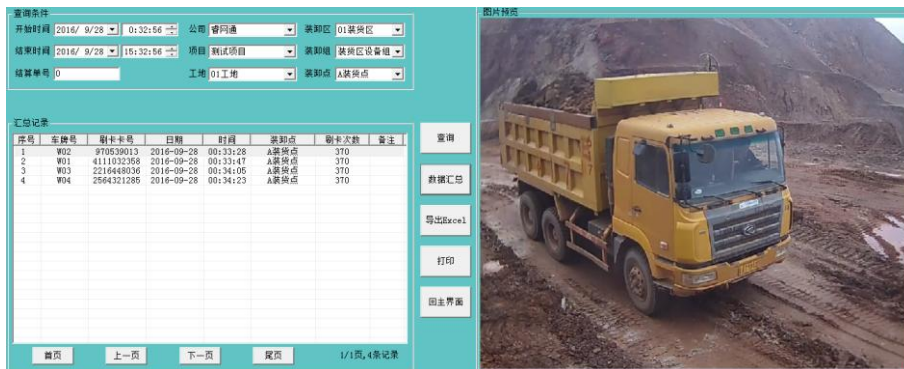 查询条件
图片预览
开始时间 2016/ 9/28 0:32:56 公司 睿网通 装卸区 01装货区
结束时间 2016/ 9/28 15:32:56 项目 测试项目 装卸组 装货区设备组
结算单号 0 工地 01工地 装卸点 A装货点
汇总记录
序号 车牌号 刷卡卡号 日期 时间 装卸点 刷卡次数 备注
1 W02 970539013 2016-09-28 00:33:28 A装货点 370
2 W01 4111032358 2016-09-28 00:33:47 A装货点 370
3 W03 2216448036 2016-09-28 00:34:05 A装货点 370
4 W04 2564321285 2016-09-28 00:34:23 A装货点 370
查询
数据汇总
导出Excel
打印
回主界面
首页 上一页 下一页 尾页 1/1页,4条记录